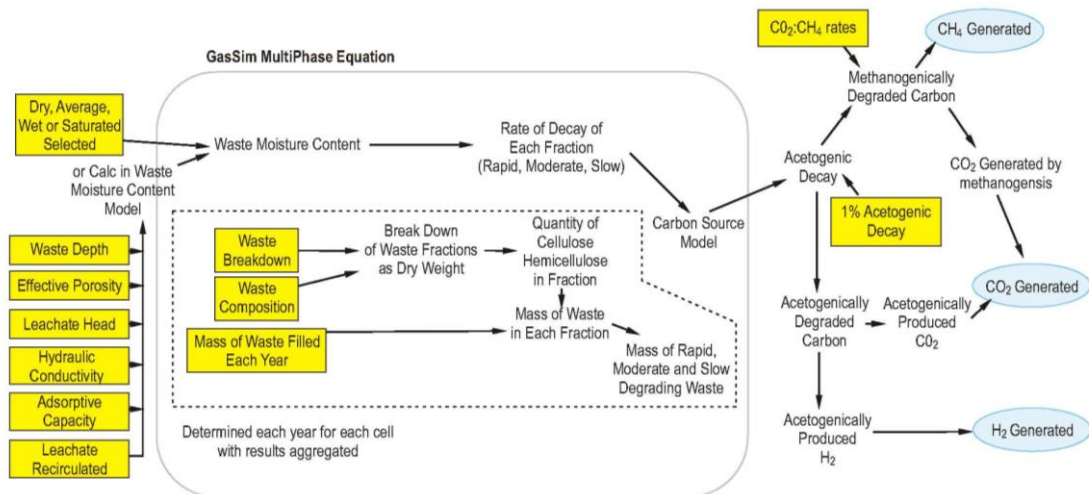 GasSim MultiPhase Equation
Dry, Average,
Wet or Saturated
Selected
or Calc in Waste
Moisture Content
Model
Waste Depth
Effective Porosity
Leachate Head
Hydraulic
Conductivity
Adsorptive
Capacity
Leachate
Recirculated
Waste Moisture Content
Rate of Decay of
Each Fraction
(Rapid, Moderate, Slow)
Waste
Breakdown
Waste
Composition
Mass of Waste Filled
Each Year
Break Down
of Waste Fractions
as Dry Weight
Quantity of
Cellulose
Hemicellulose
in Fraction
Mass of Waste
in Each Fraction
Mass of Rapid,
Moderate and Slow
Degrading Waste
Determined each year for each cell
with results aggregated
Carbon Source
Model
C0₂:CH₄ rates
CH₄ Generated
Methanogenically
Degraded Carbon
Acetogenic
Decay
1% Acetogenic
Decay
CO₂ Generated by
methanogensis
CO₂ Generated
Acetogenically
Degraded
Carbon
Acetogenically
Produced
C0₂
Acetogenically
Produced
H₂
H₂ Generated